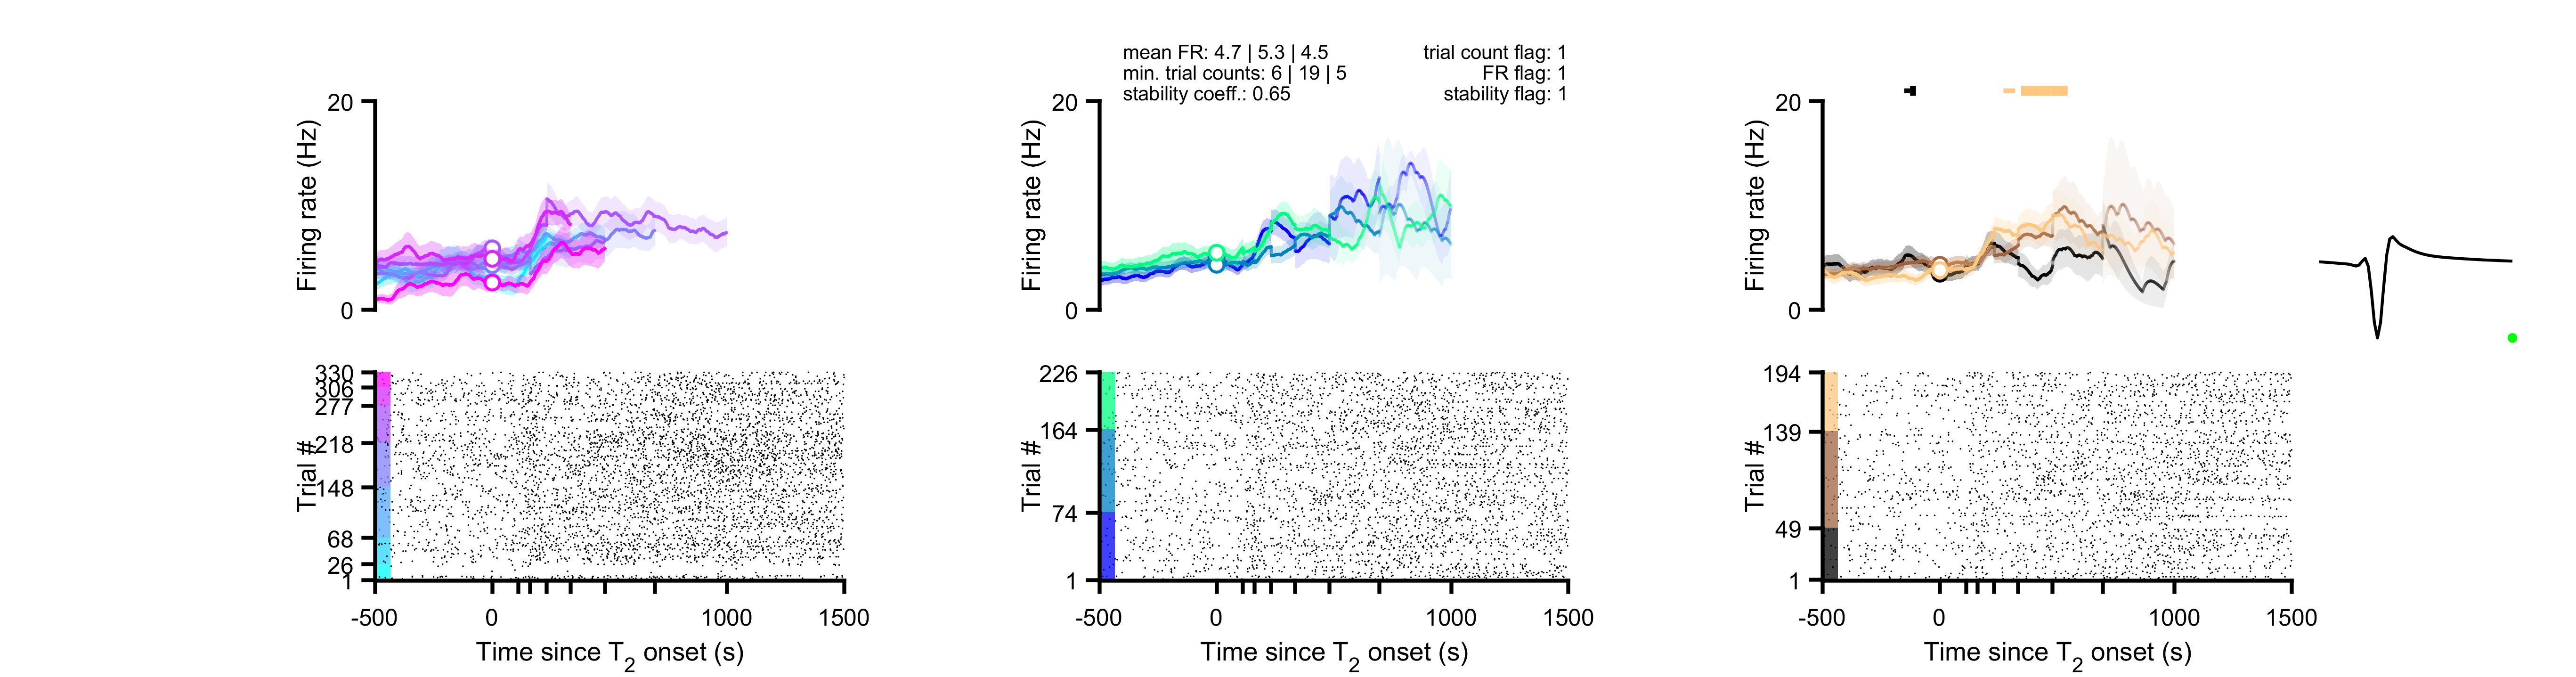 mean FR: 4.7 | 5.3 | 4.5
min. trial counts: 6 | 19 | 5
stability coeff.: 0.65
trial count flag: 1
FR flag: 1
stability flag: 1
20
Firing rate (Hz)
0
330
306
277
218
148
68
26
1
Trial #
-500
0
1000
1500
Time since T2 onset (s)
20
Firing rate (Hz)
0
226
164
74
1
Trial #
-500
0
1000
1500
Time since T2 onset (s)
20
Firing rate (Hz)
0
194
139
49
1
Trial #
-500
0
1000
1500
Time since T2 onset (s)